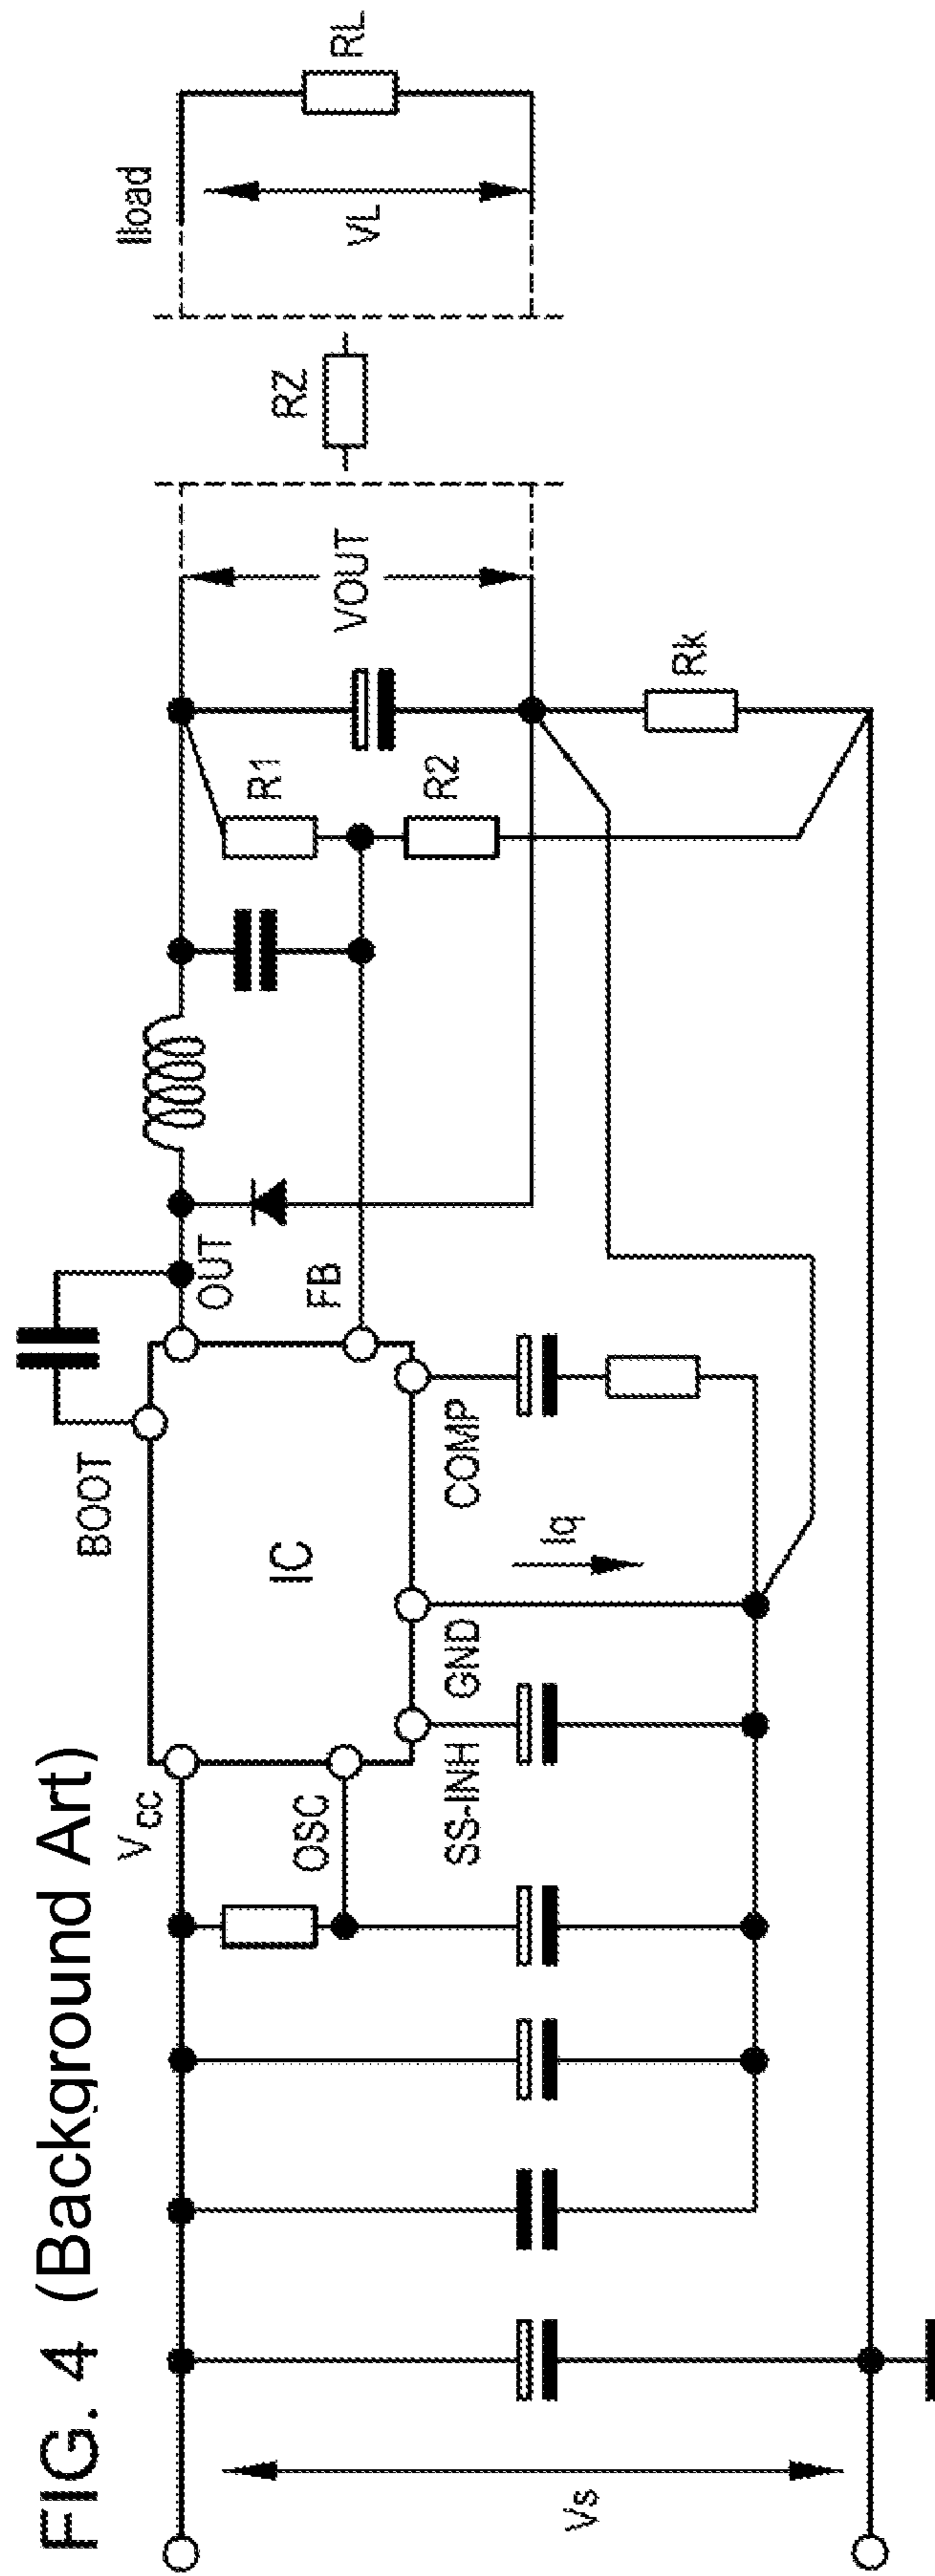 FIG. 4 (Background Art)
BOOT
Vcc
OUT
Iload
IC
OSC
FB
R1
VOUT
RZ
VL
RL
SS-INH
GND
COMP
R2
Iq
Vs
Rk